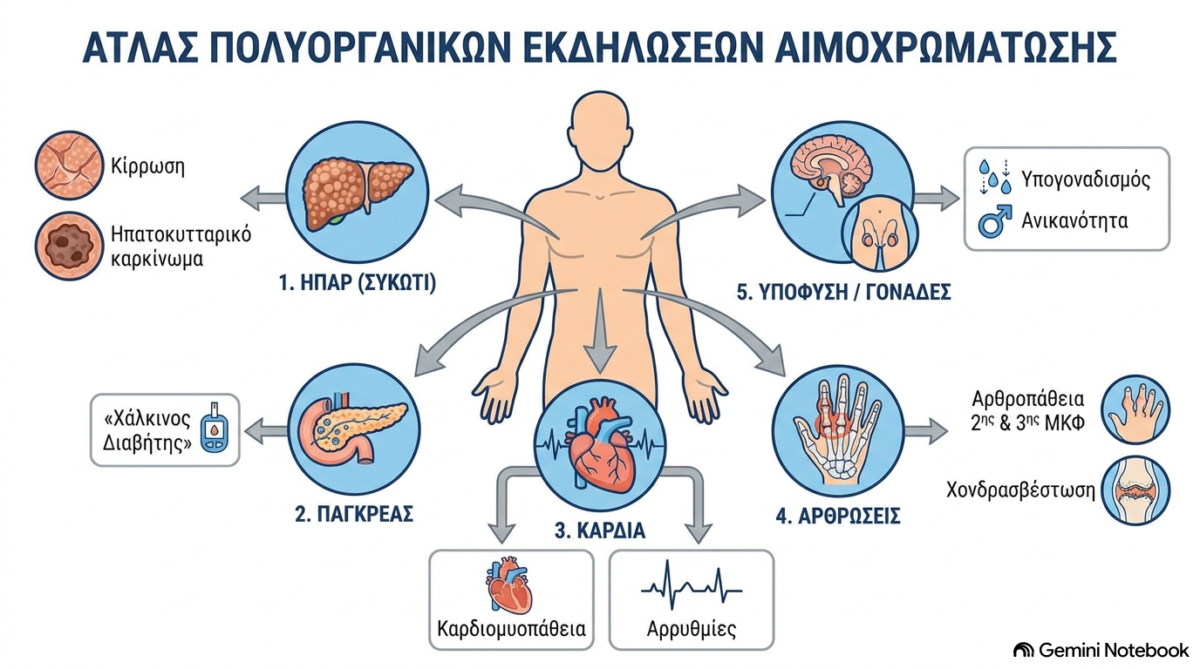 ΑΤΛΑΣ ΠΟΛΥΟΡΓΑΝΙΚΩΝ ΕΚΔΗΛΩΣΕΩΝ ΑΙΜΟΧΡΩΜΑΤΩΣΗΣ
Κίρρωση
Ηπατοκυτταρικό
καρκίνωμα
1. ΗΠΑΡ (ΣΥΚΩΤΙ)
«Χάλκινος
Διαβήτης»
2. ΠΑΓΚΡΕΑΣ
3. ΚΑΡΔΙΑ
Καρδιομυοπάθεια
Αρρυθμίες
4. ΑΡΘΡΩΣΕΙΣ
Αρθροπάθεια
2ης & 3ης ΜΚΦ
Χονδρασβέστωση
5. ΥΠΟΦΥΣΗ / ΓΟΝΑΔΕΣ
Υπογοναδισμός
Ανικανότητα
Gemini Notebook